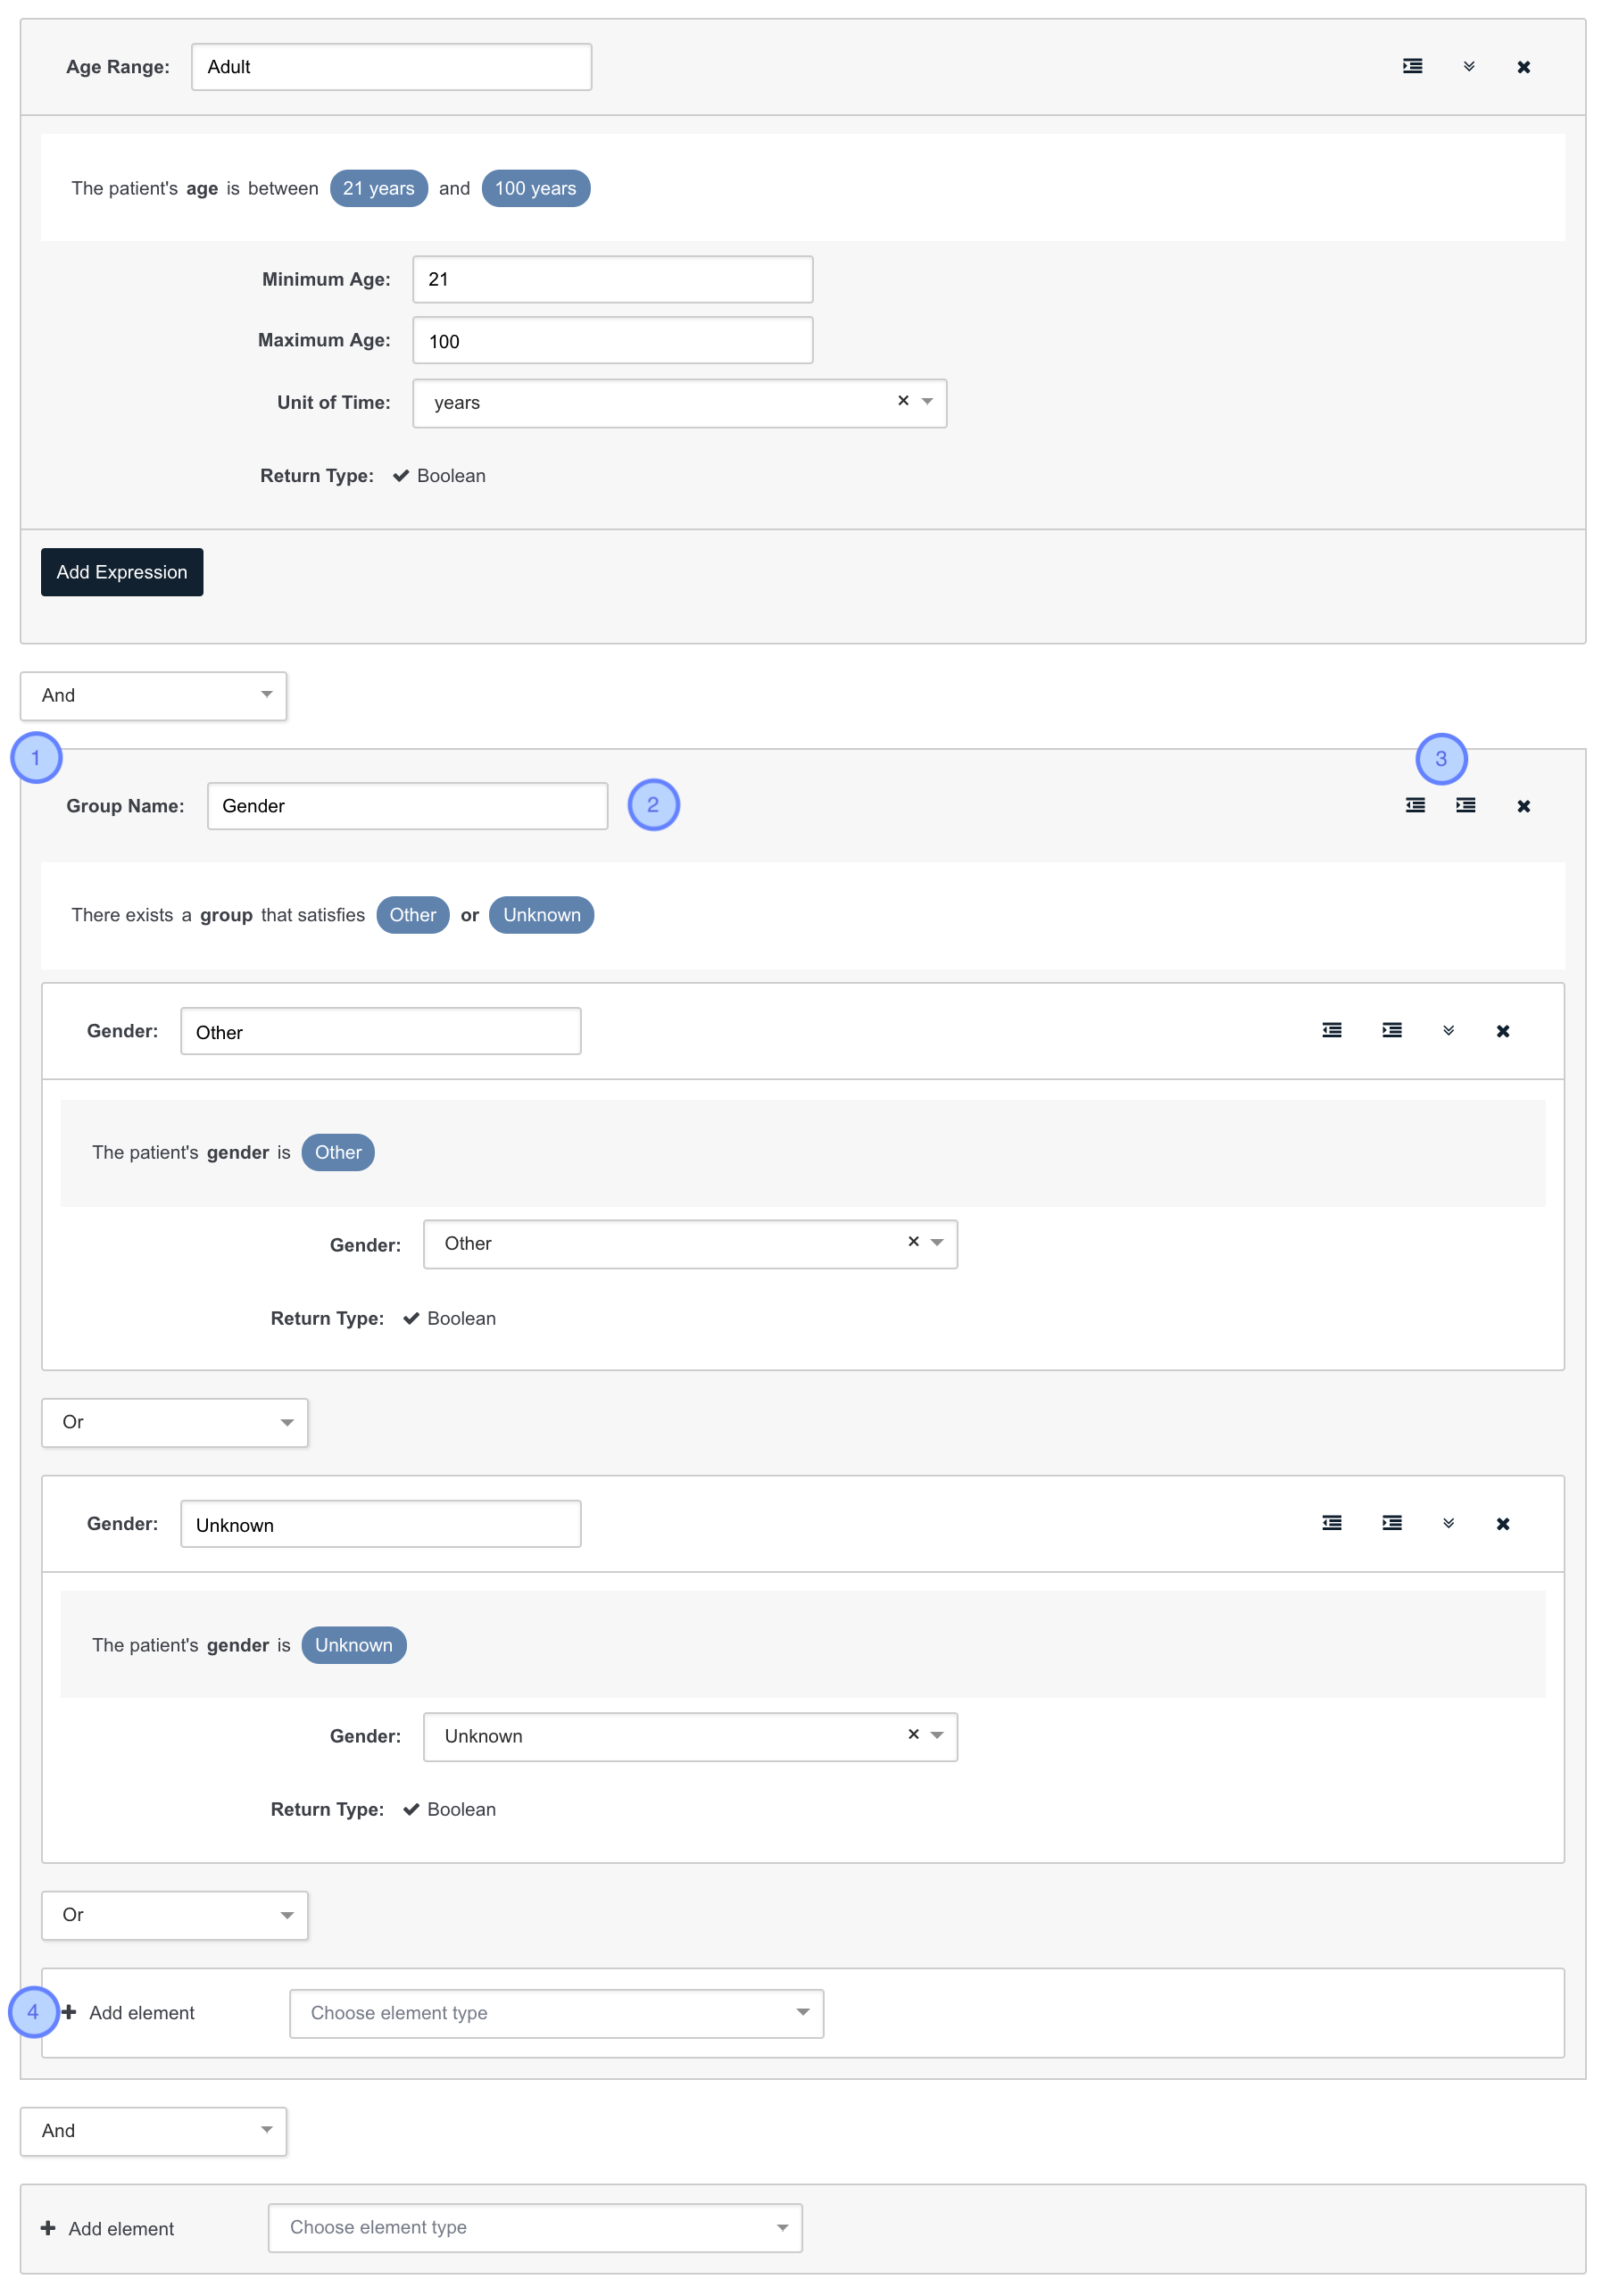 Age Range: Adult
The patient's age is between 21 years and 100 years
Minimum Age: 21
Maximum Age: 100
Unit of Time: years
Return Type: Boolean
Add Expression
And
1
3
Group Name: Gender 2
There exists a group that satisfies Other or Unknown
Gender: Other
The patient's gender is Other
Gender: Other
Return Type: Boolean
Or
Gender: Unknown
The patient's gender is Unknown
Gender: Unknown
Return Type: Boolean
Or
4 Add element Choose element type
And
Add element Choose element type